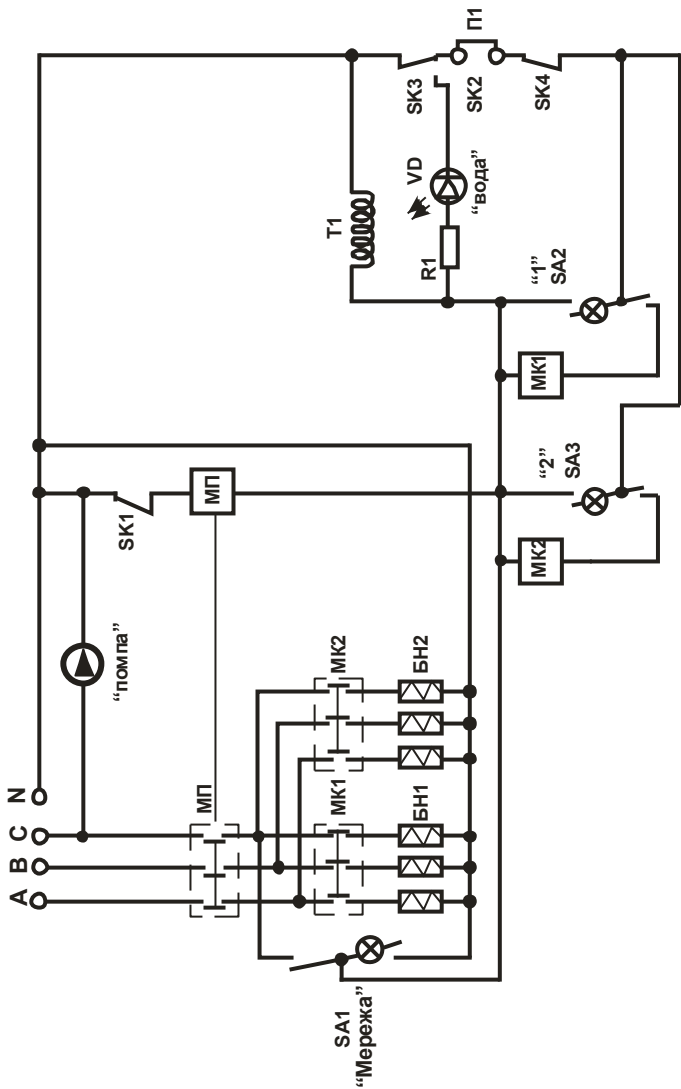 A
B
C
N
“помпа”
SK1
МП
МП
МК1
МК2
БН1
БН2
SA1
“Мережа”
T1
R1
VD
“вода”
SK3
SK2
П1
SK4
“1”
SA2
МК1
“2”
SA3
МК2